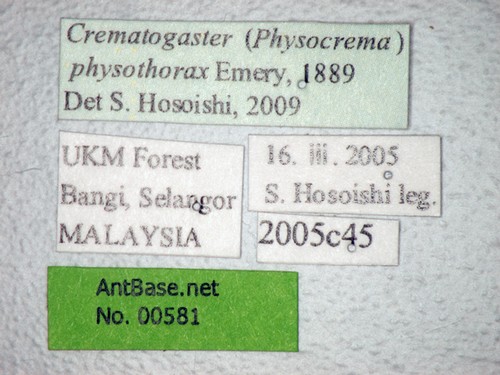 Crematogaster (Physocrema)
physothorax Emery, 1889
Det S. Hosoishi, 2009
UKM Forest
Bangi, Selangor
MALAYSIA
16. iii. 2005
S. Hosoishi leg.
2005c45
AntBase.net
No. 00581